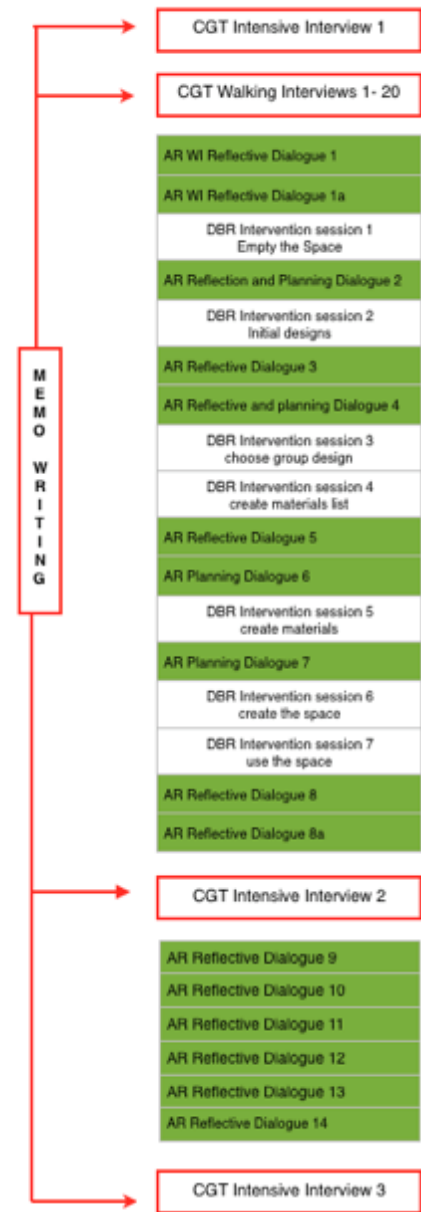 CGT Intensive Interview 1
CGT Walking Interviews 1- 20
AR WI Reflective Dialogue 1
AR WI Reflective Dialogue 1a
DBR Intervention session 1
Empty the Space
AR Reflection and Planning Dialogue 2
DBR Intervention session 2
Initial designs
AR Reflective Dialogue 3
AR Reflective and planning Dialogue 4
DBR Intervention session 3
choose group design
DBR Intervention session 4
create materials list
AR Reflective Dialogue 5
AR Planning Dialogue 6
DBR Intervention session 5
create materials
AR Planning Dialogue 7
DBR Intervention session 6
create the space
DBR Intervention session 7
use the space
AR Reflective Dialogue 8
AR Reflective Dialogue 8a
MEMO WRITING
CGT Intensive Interview 2
AR Reflective Dialogue 9
AR Reflective Dialogue 10
AR Reflective Dialogue 11
AR Reflective Dialogue 12
AR Reflective Dialogue 13
AR Reflective Dialogue 14
CGT Intensive Interview 3